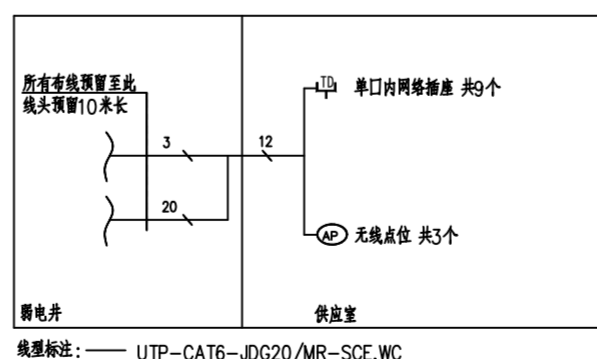 所有布线预留至此
线头预留10米长
3
12
20
TD
单口内网络插座 共9个
AP
无线点位 共3个
弱电井
供应室
线型标注: UTP-CAT6-JDG20/MR-SCE.WC